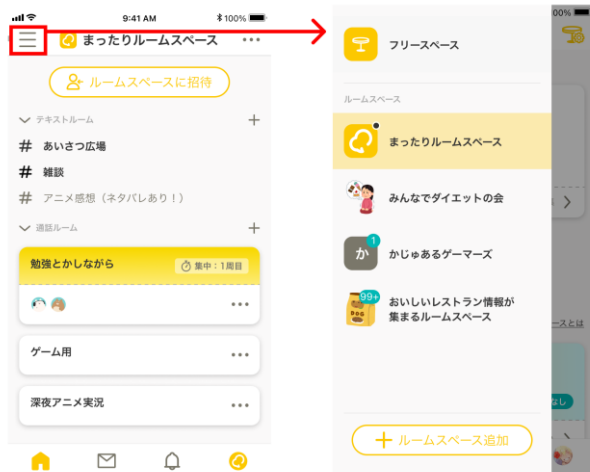 9:41 AM
100%
まったりルームスペース
ルームスペースに招待
テキストルーム
# あいさつ広場
# 雑談
# アニメ感想(ネタバレあり!)
通話ルーム
勉強とかしながら
集中:1周目
ゲーム用
深夜アニメ実況
00%
フリースペース
ルームスペース
まったりルームスペース
みんなでダイエットの会
か
1
かじゅあるゲーマーズ
99+
おいしいレストラン情報が
集まるルームスペース
ースとは
なし
ルームスペース追加